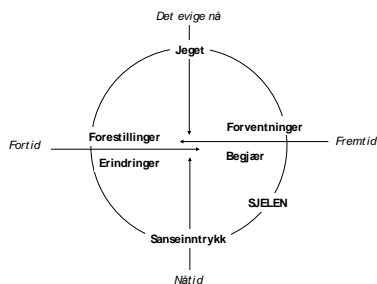 Det evige nå
Jeget
Forestillinger
Forventninger
Fortid
Fremtid
Erindringer
Begjær
SJELEN
Sanseinntrykk
Nåtid